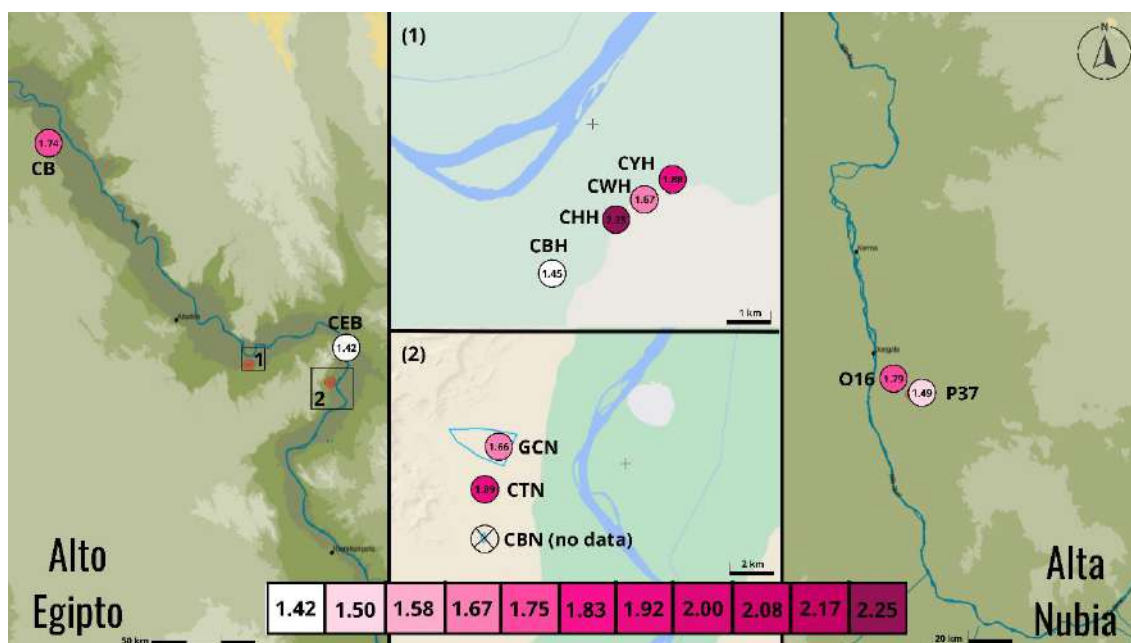 1.74
CB
CEB
1.42
1
2
Alto
Egipto
50 km
(1)
CYH
1.88
CWH
1.67
CHH
2.25
CBH
1.45
1 km
(2)
1.66
GCN
CTN
1.89
CBN (no data)
2 km
N
Kerma
O16
1.79
1.49
P37
Alta
Nubia
20 km
1.42 1.50 1.58 1.67 1.75 1.83 1.92 2.00 2.08 2.17 2.25